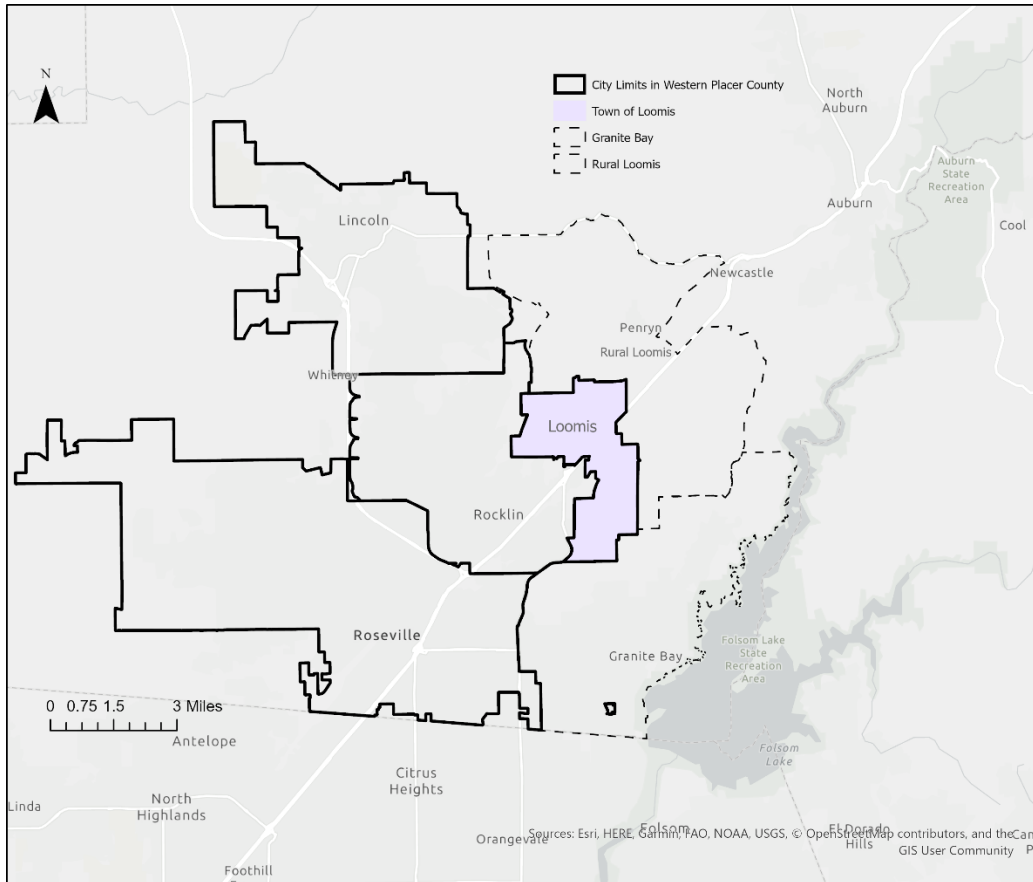 N
City Limits in Western Placer County
Town of Loomis
Granite Bay
Rural Loomis
North
Auburn
Auburn
State
Recreation
Area
Auburn
Cool
Lincoln
Newcastle
Penryn
Rural Loomis
Whitney
Loomis
Rocklin
Roseville
Granite Bay
Folsom Lake
State
Recreation
Area
0 0.75 1.5 3 Miles
Antelope
Folsom
Lake
Citrus
Heights
Linda
North
Highlands
Orangevale
Folsom
El Dorado
Hills
Sources: Esri, HERE, Garmin, FAO, NOAA, USGS, © OpenStreetMap contributors, and the
GIS User Community
Foothill